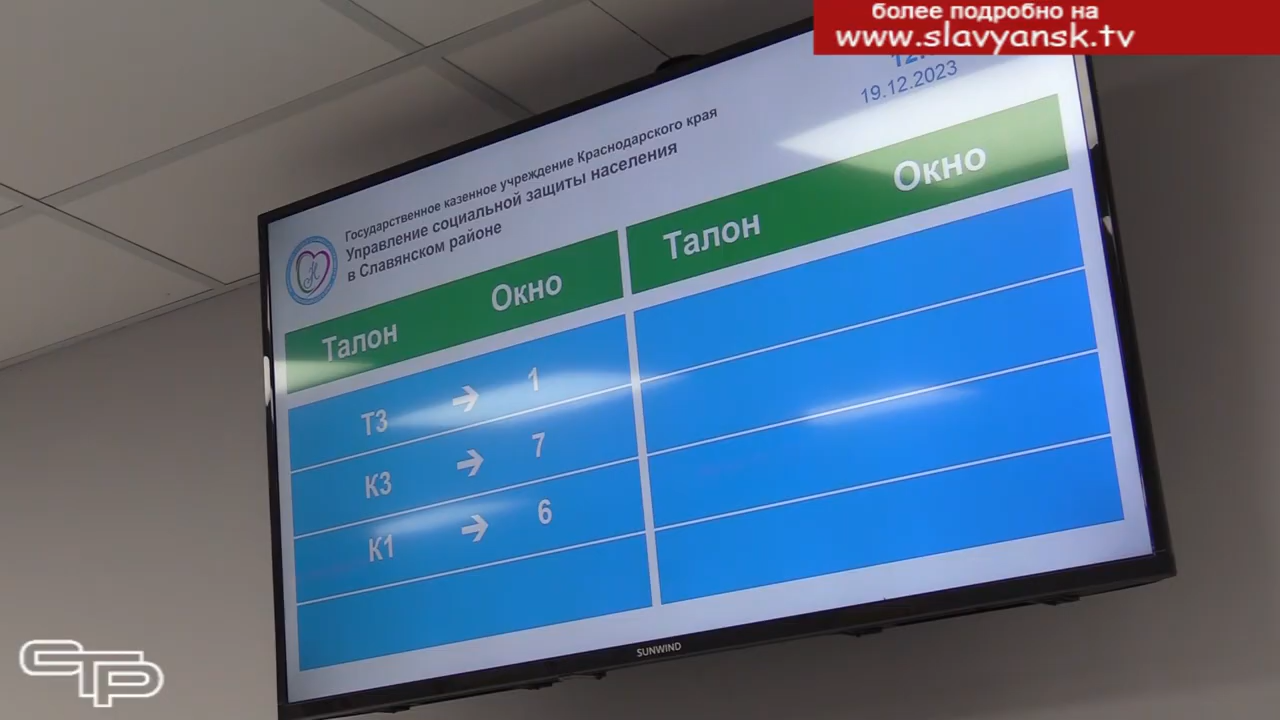 более подробно на
www.slavyansk.tv
19.12.2023
Государственное казенное учреждение Краснодарского края
Управление социальной защиты населения
в Славянском районе
Талон Окно Талон Окно
Т3 → 1
К3 → 7
К1 → 6
SUNWIND
СТР